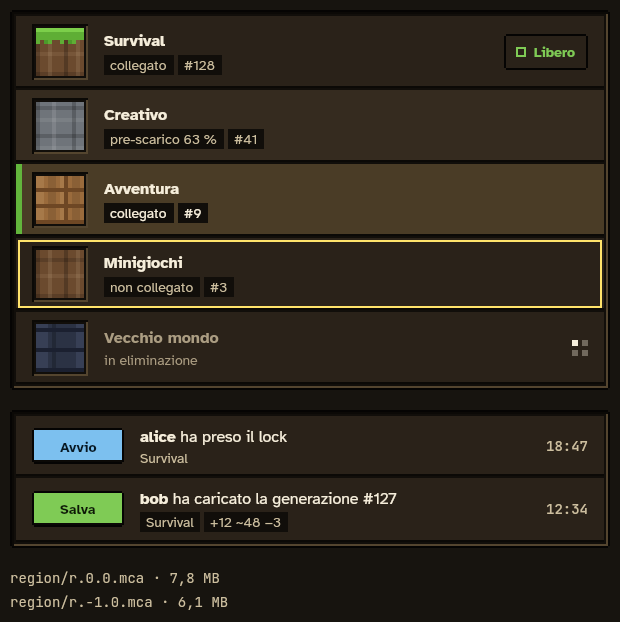 Survival
collegato #128
Libero
Creativo
pre-scarico 63 % #41
Avventura
collegato #9
Minigiochi
non collegato #3
Vecchio mondo
in eliminazione
Avvio
alice ha preso il lock
Survival
18:47
Salva
bob ha caricato la generazione #127
Survival +12 ~48 −3
12:34
region/r.0.0.mca · 7,8 MB
region/r.-1.0.mca · 6,1 MB